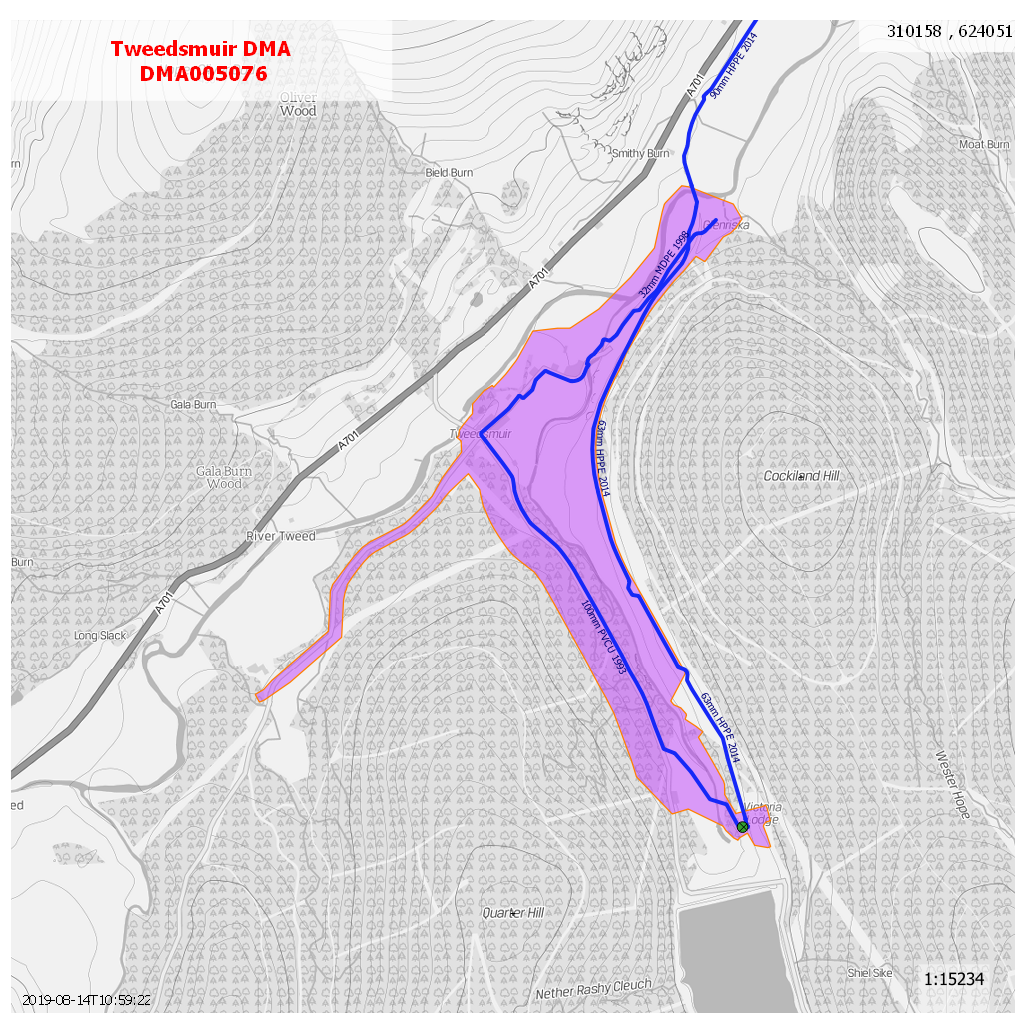 Tweedsmuir DMA
DMA005076
310158 , 624051
90mm HPPE 2014
A701
Oliver
Wood
Smithy Burn
Moat Burn
rn
Bield Burn
Glenriska
32mm MDPE 1998
A701
Gala Burn
A701
Tweedsmuir
63mm HPPE 2014
Gala Burn
Wood
Cockiland Hill
River Tweed
Burn
A701
Long Slack
100mm PVCU 1993
63mm HPPE 2014
Wester Hope
ed
Victoria
Lodge
Quarter Hill
Shiel Sike
1:15234
Nether Rashy Cleuch
2019-08-14T10:59:22